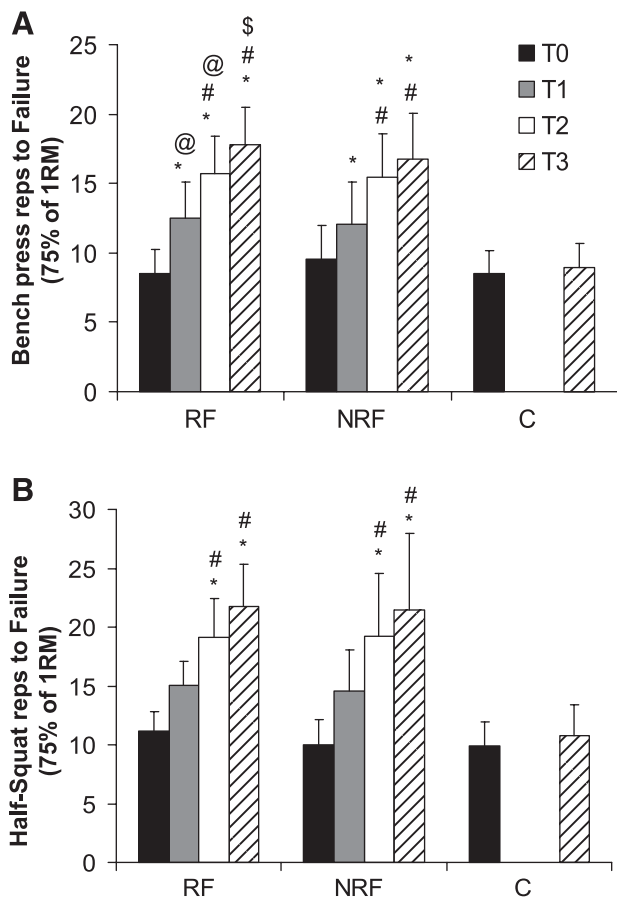 A
Bench press reps to Failure
(75% of 1RM)
25
20
15
10
5
0
@
*
@
#
*
$
#
*
*
*
#
*
#
T0
T1
T2
T3
RF NRF C
B
Half-Squat reps to Failure
(75% of 1RM)
30
25
20
15
10
5
0
#
*
#
*
#
*
#
*
RF NRF C